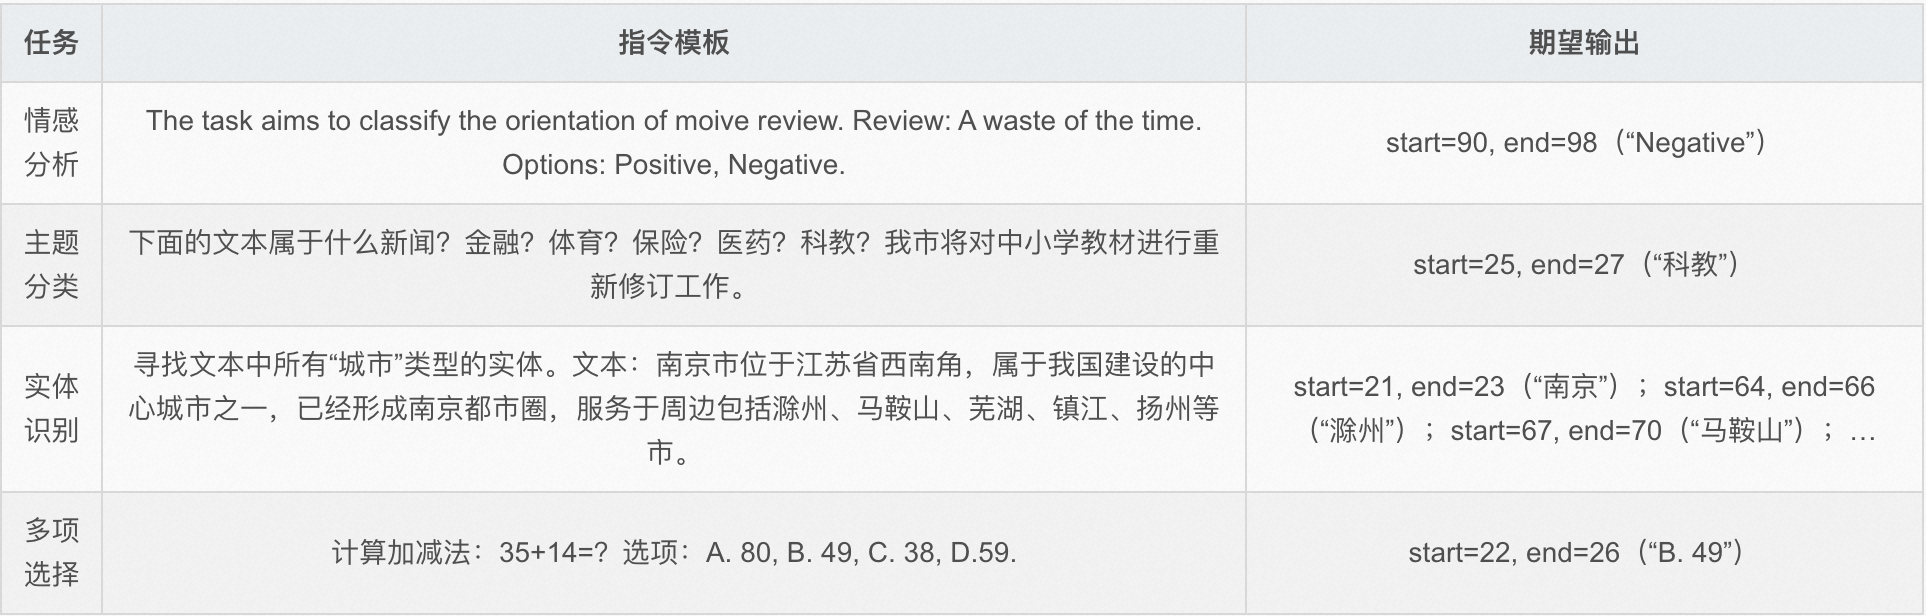 任务
指令模板
期望输出
情感
分析
The task aims to classify the orientation of moive review. Review: A waste of the time.
Options: Positive, Negative.
start=90, end=98（“Negative”）
主题
分类
下面的文本属于什么新闻？金融？体育？保险？医药？科教？我市将对中小学教材进行重
新修订工作。
start=25, end=27（“科教”）
实体
识别
寻找文本中所有“城市”类型的实体。文本：南京市位于江苏省西南角，属于我国建设的中
心城市之一，已经形成南京都市圈，服务于周边包括滁州、马鞍山、芜湖、镇江、扬州等
市。
start=21, end=23（“南京”）；start=64, end=66
（“滁州”）；start=67, end=70（“马鞍山”）；…
多项
选择
计算加减法：35+14=？选项：A. 80, B. 49, C. 38, D.59.
start=22, end=26（“B. 49”）